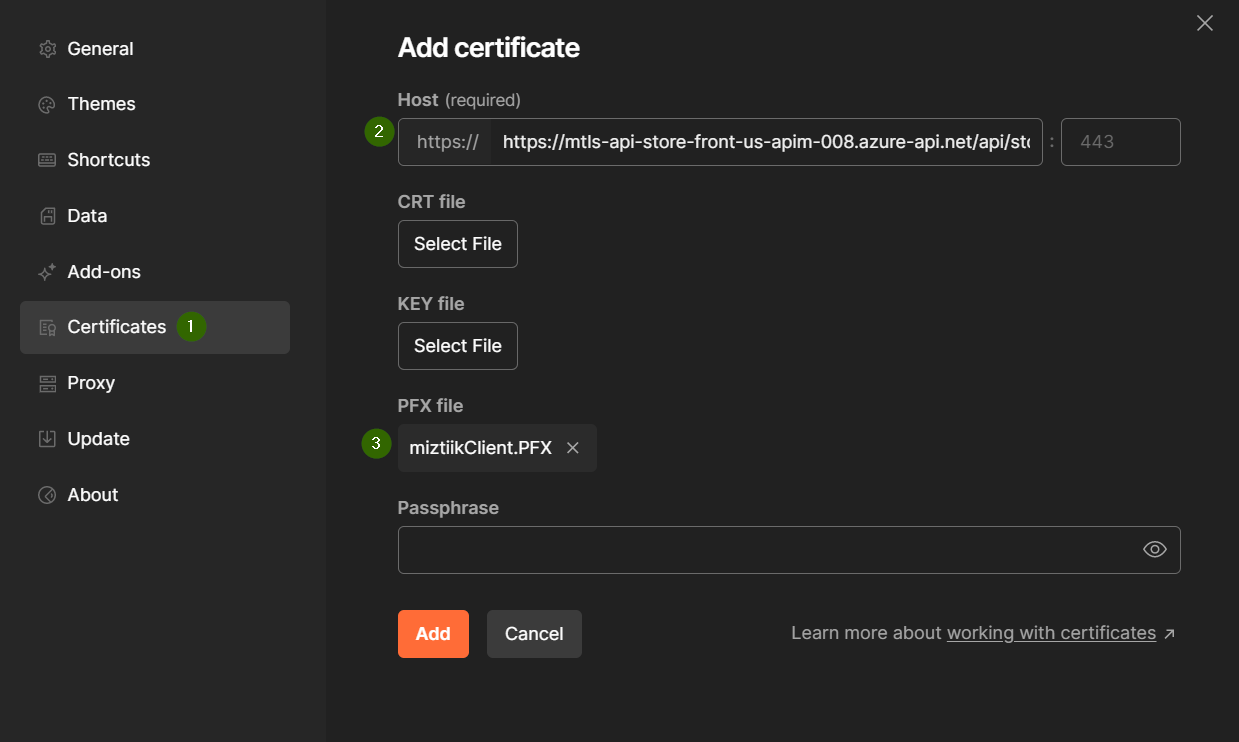 General
Themes
Shortcuts
Data
Add-ons
Certificates 1
Proxy
Update
About
Add certificate
Host (required)
2 https:// https://mtls-api-store-front-us-apim-008.azure-api.net/api/sto : 443
CRT file
Select File
KEY file
Select File
PFX file
3 miztiikClient.PFX
Passphrase
Add Cancel Learn more about working with certificates ↗